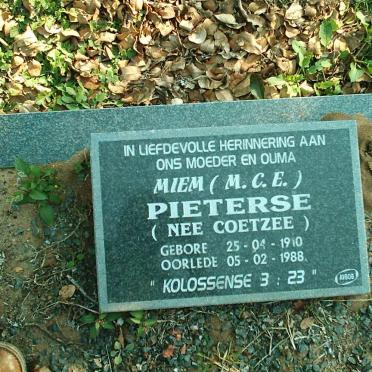 IN LIEFDEVOLLE HERINNERING AAN
ONS MOEDER EN OUMA
MIEM ( M. C. E. )
PIETERSE
( NEE COETZEE )
GEBORE 25 - 04 - 1910
OORLEDE 05 - 02 - 1988
" KOLOSSENSE 3 : 23 "
AVBOB